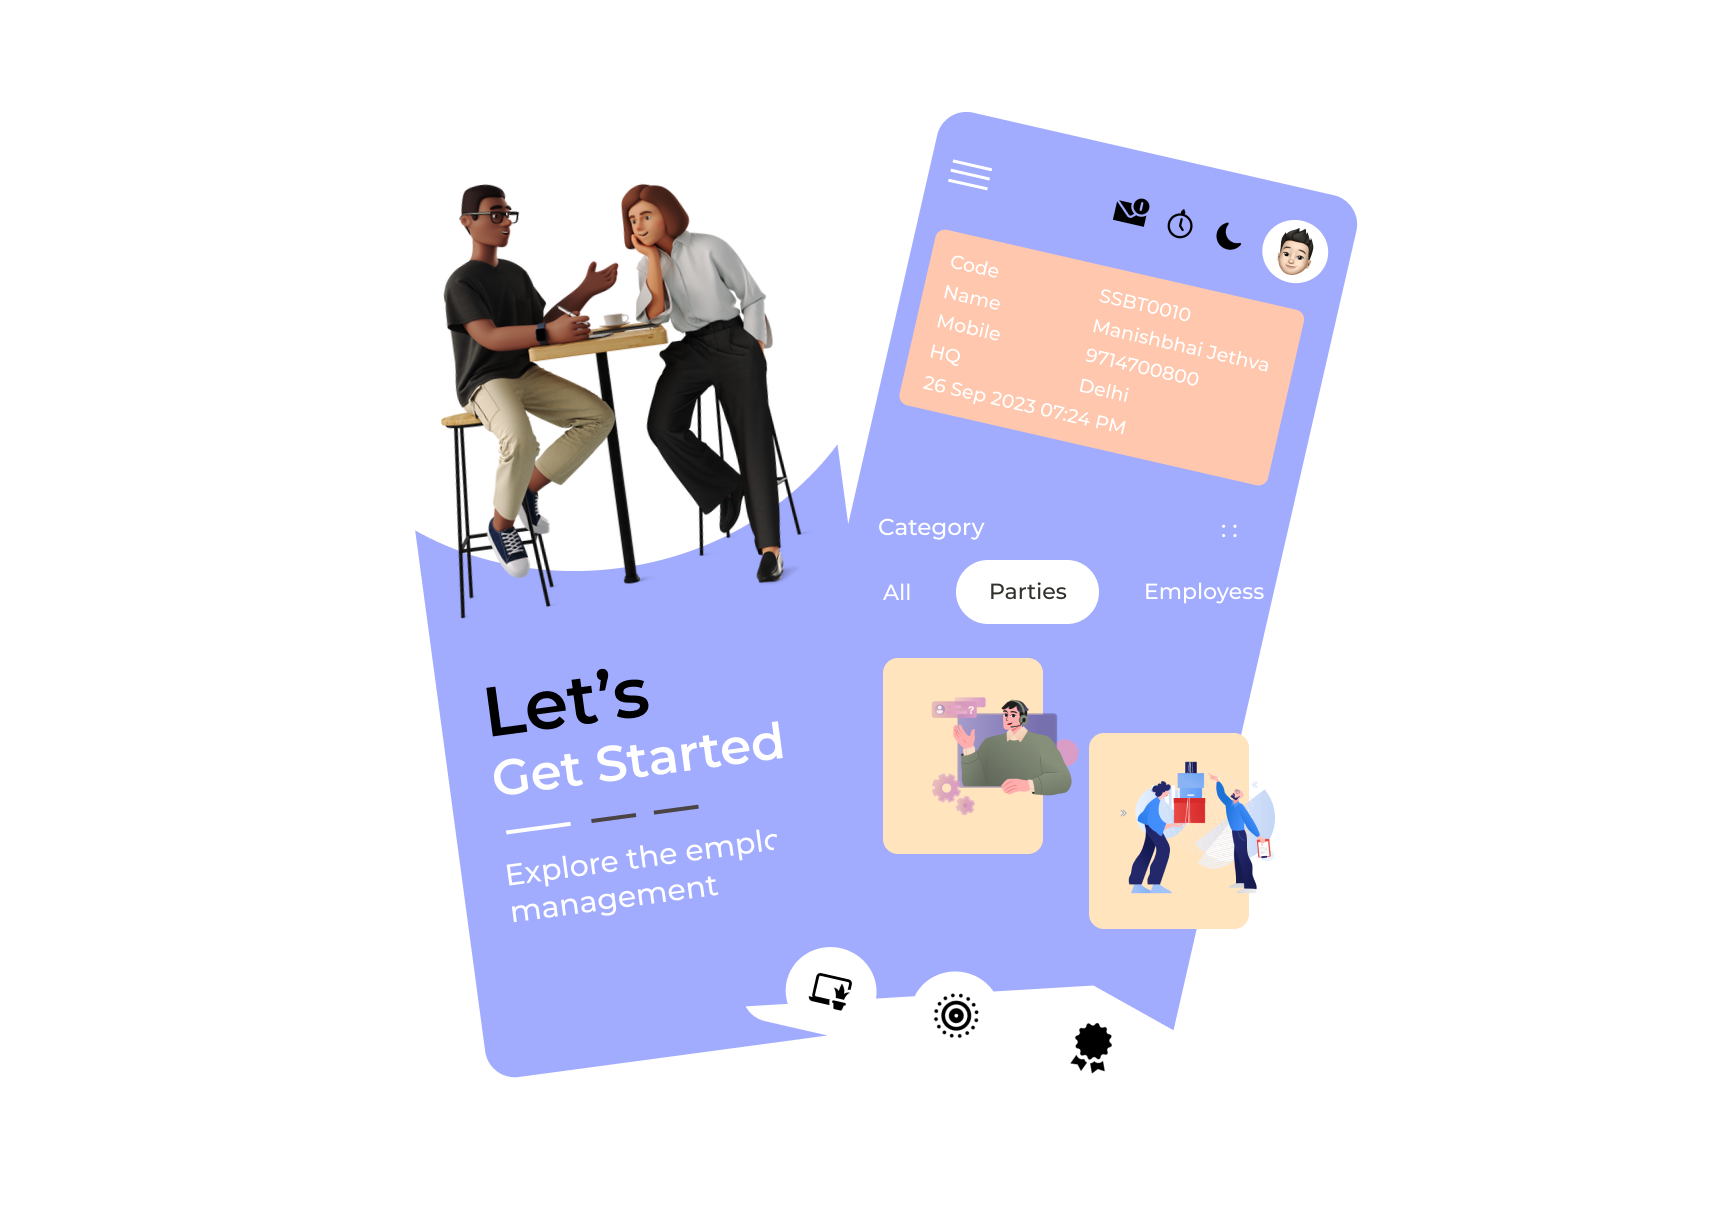 Let's
Get Started
Explore the emplo
management
Code SSBT0010
Name Manishbhai Jethva
Mobile 9714700800
HQ Delhi
26 Sep 2023 07:24 PM
Category
All Parties Employess
?